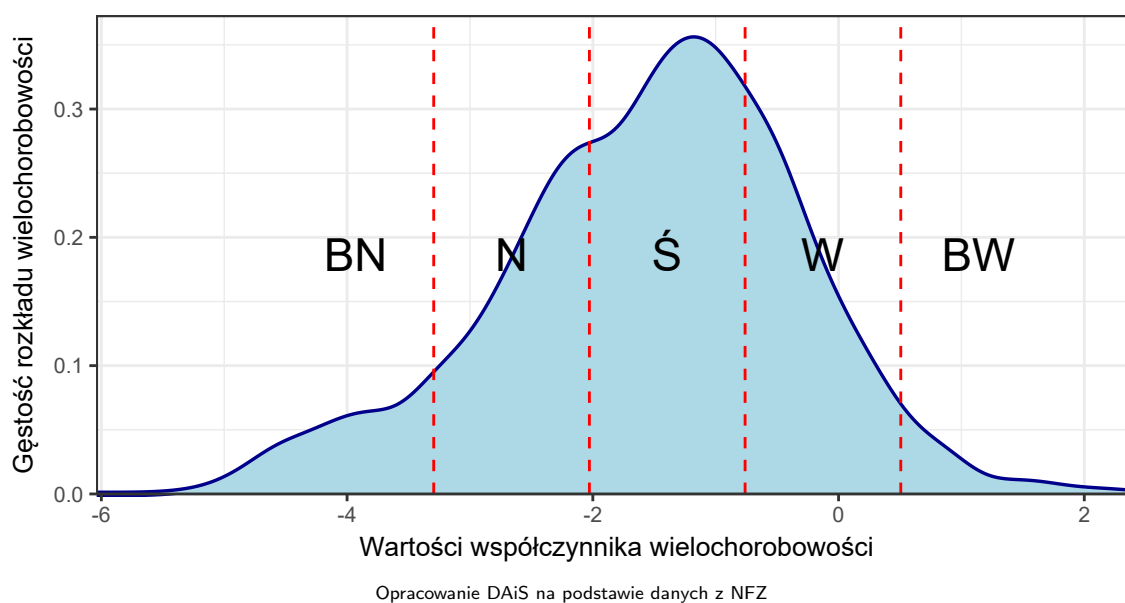 Gęstość rozkładu wielochorobowości
0.3
0.2
0.1
0.0
BN N Ś W BW
-6 -4 -2 0 2
Wartości współczynnika wielochorobowości
Opracowanie DAiS na podstawie danych z NFZ